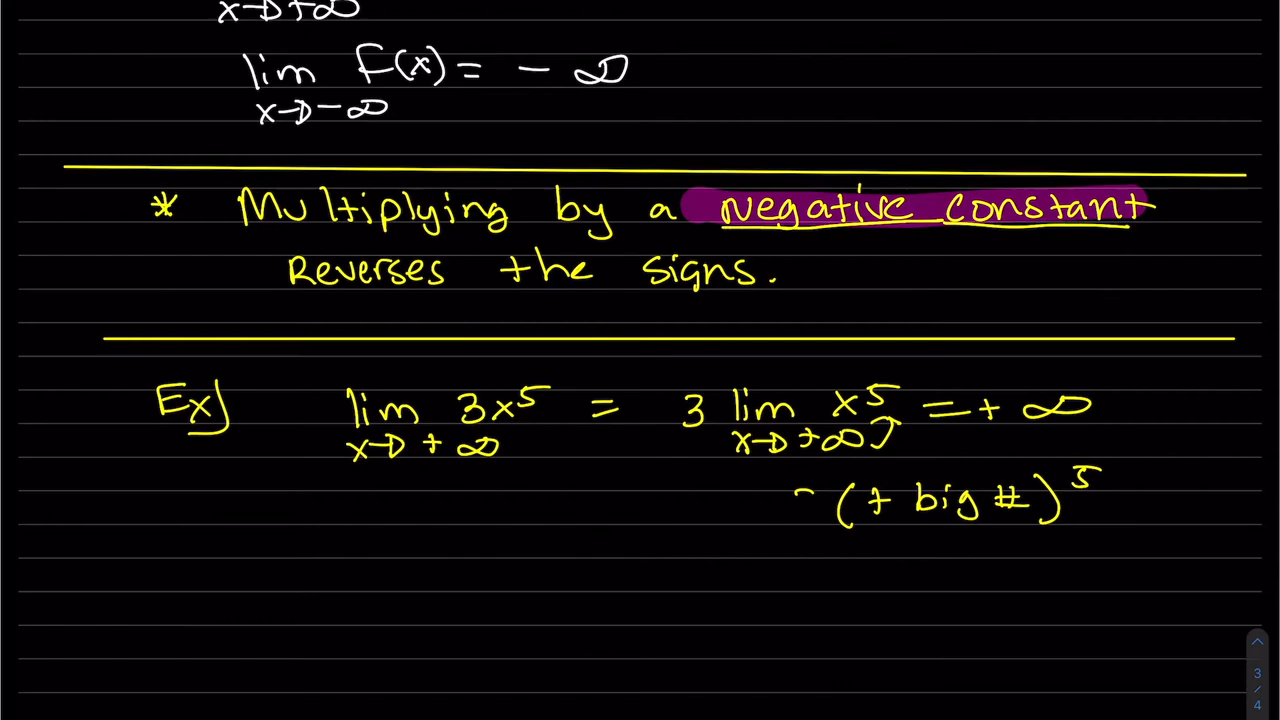 x→+∞
lim f(x) = - ∞
x→-∞
* Multiplying by a negative constant
Reverses the signs.
Ex) lim 3x⁵ = 3 lim x⁵ = + ∞
x→+∞ x→+∞
(+ big #)⁵
3
/
4